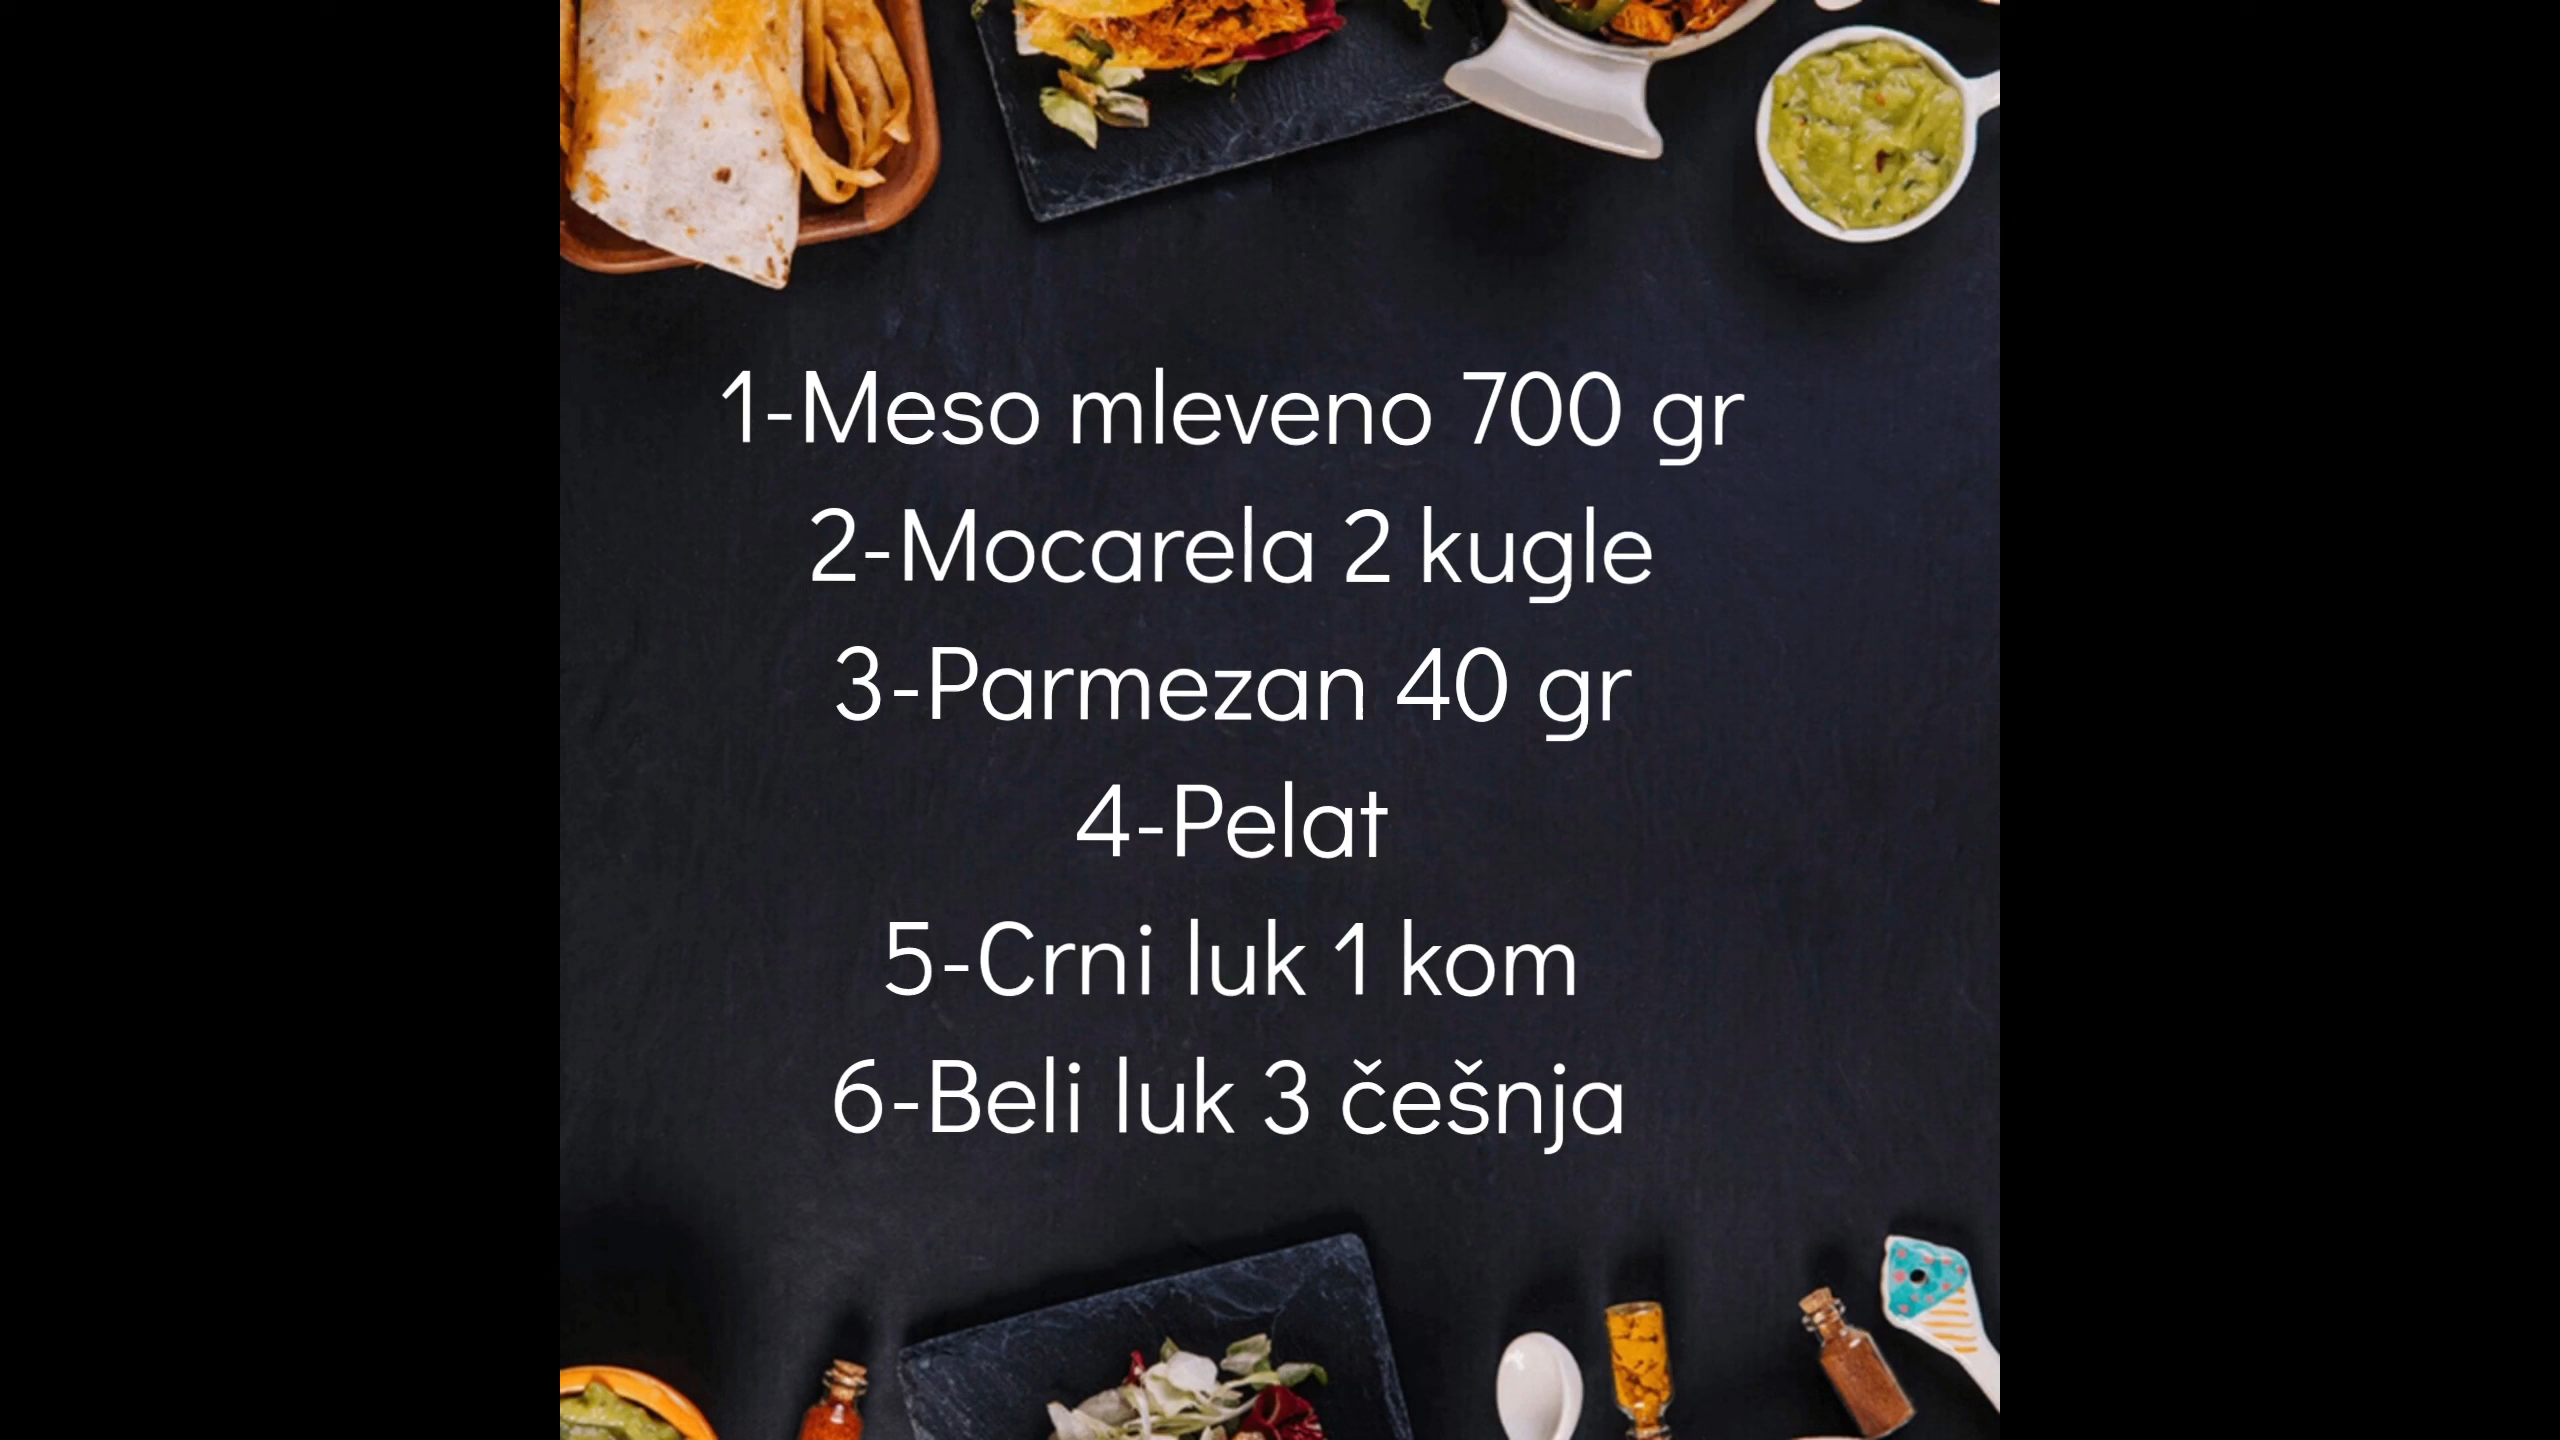 1-Meso mleveno 700 gr
2-Mocarela 2 kugle
3-Parmezan 40 gr
4-Pelat
5-Crni luk 1 kom
6-Beli luk 3 češnja